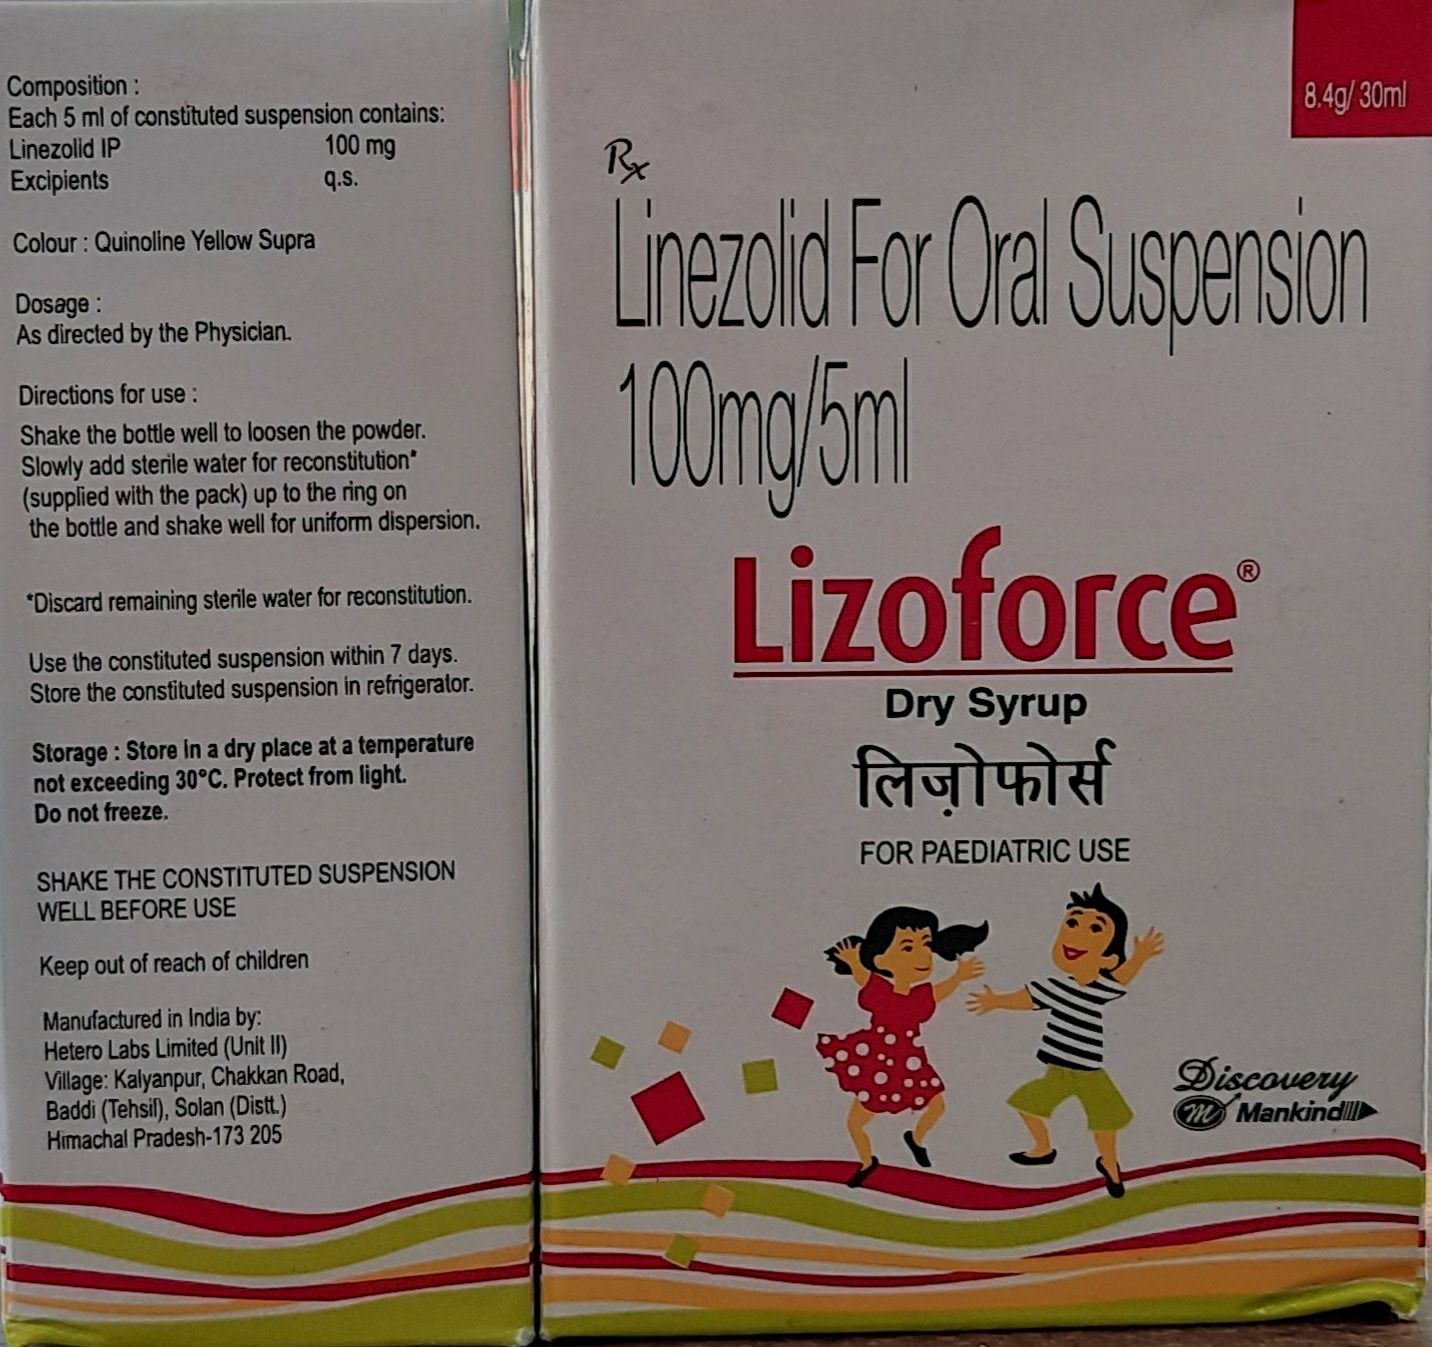 Composition :
Each 5 ml of constituted suspension contains:
Linezolid IP 100 mg
Excipients q.s.
Colour : Quinoline Yellow Supra
Dosage :
As directed by the Physician.
Directions for use :
Shake the bottle well to loosen the powder.
Slowly add sterile water for reconstitution*
(supplied with the pack) up to the ring on
the bottle and shake well for uniform dispersion.
*Discard remaining sterile water for reconstitution.
Use the constituted suspension within 7 days.
Store the constituted suspension in refrigerator.
Storage : Store in a dry place at a temperature
not exceeding 30°C. Protect from light.
Do not freeze.
SHAKE THE CONSTITUTED SUSPENSION
WELL BEFORE USE
Keep out of reach of children
Manufactured in India by:
Hetero Labs Limited (Unit II)
Village: Kalyanpur, Chakkan Road,
Baddi (Tehsil), Solan (Distt.)
Himachal Pradesh-173 205
8.4g/ 30ml
Rx
Linezolid For Oral Suspension
100mg/5ml
Lizoforce®
Dry Syrup
लिज़ोफोर्स
FOR PAEDIATRIC USE
Discovery
M Mankind